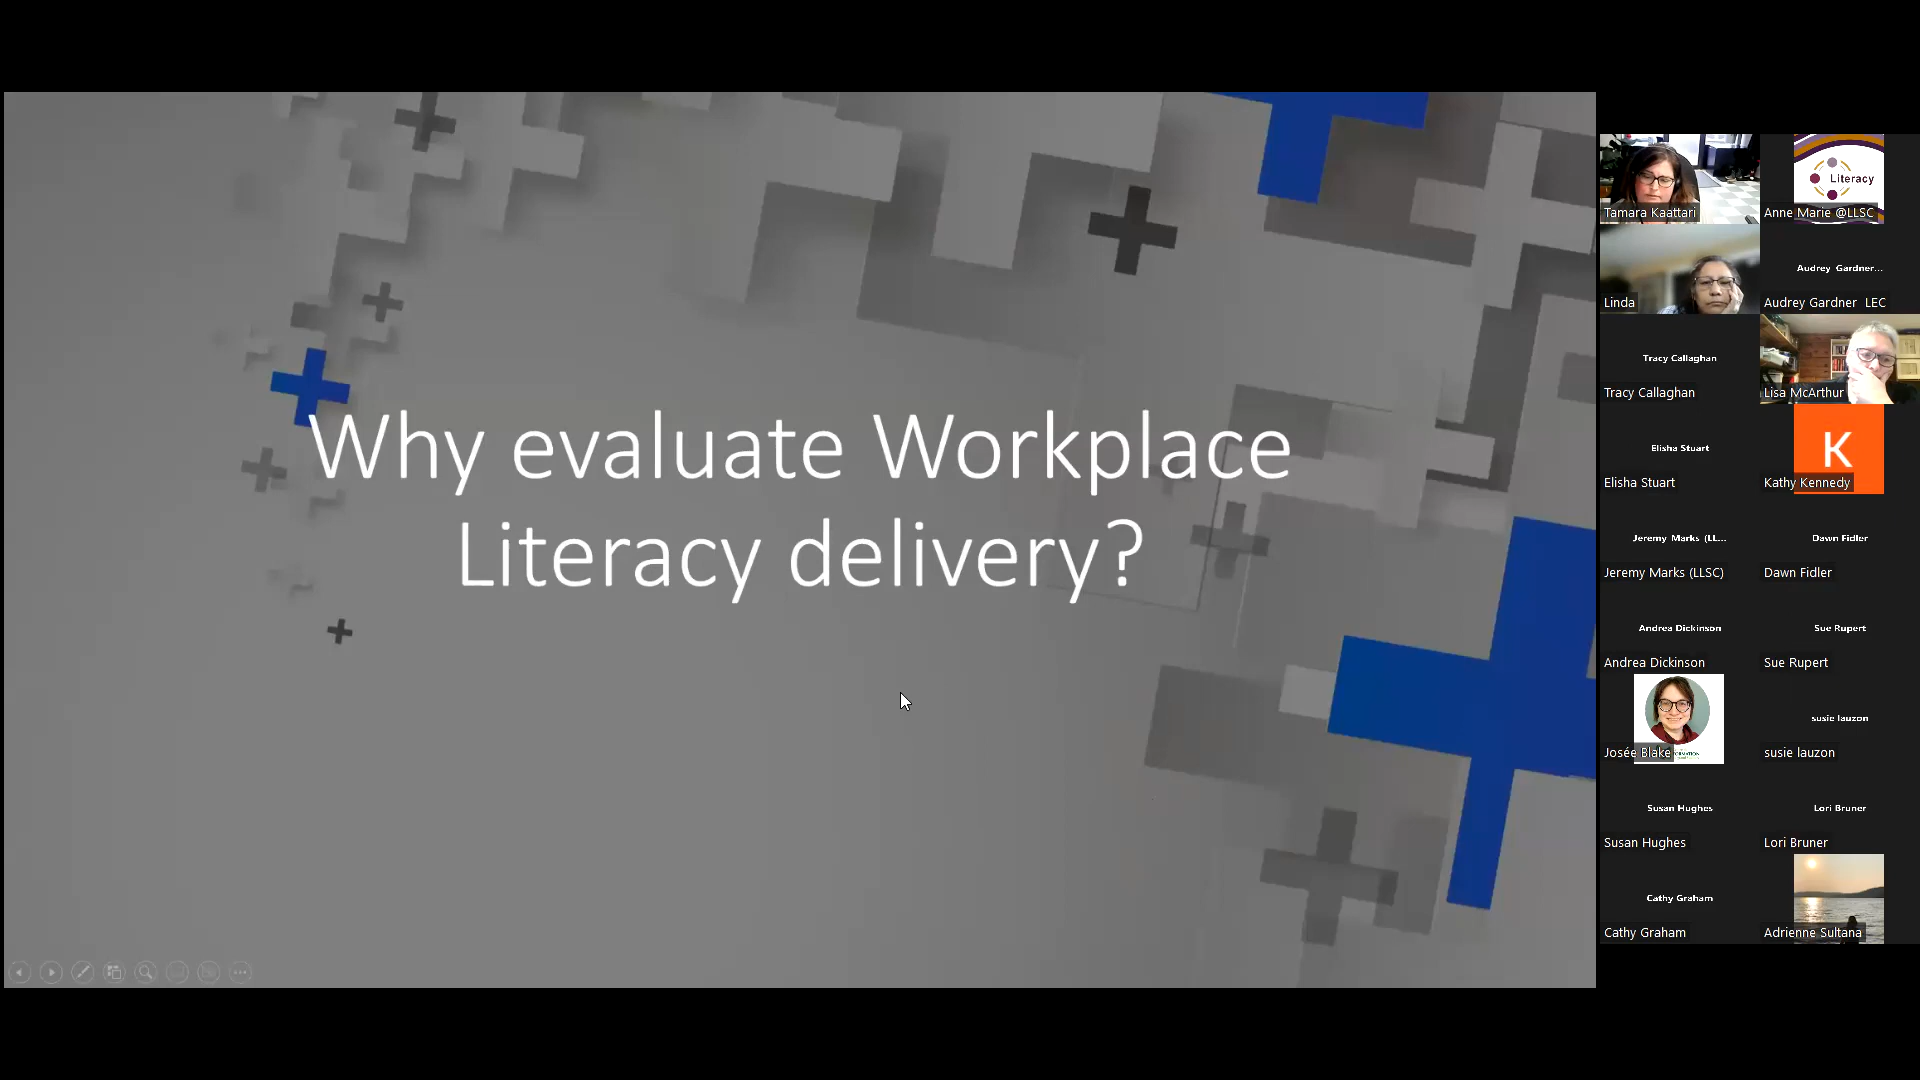 Why evaluate Workplace
Literacy delivery?
Tamara Kaattari
Literacy
Anne Marie @LLSC
Linda
Audrey Gardner...
Audrey Gardner LEC
Tracy Callaghan
Tracy Callaghan
Lisa McArthur
Elisha Stuart
Elisha Stuart
K
Kathy Kennedy
Jeremy Marks (LL...
Jeremy Marks (LLSC)
Dawn Fidler
Dawn Fidler
Andrea Dickinson
Andrea Dickinson
Sue Rupert
Sue Rupert
Josée Blake
susie lauzon
susie lauzon
Susan Hughes
Susan Hughes
Lori Bruner
Lori Bruner
Cathy Graham
Cathy Graham
Adrienne Sultana